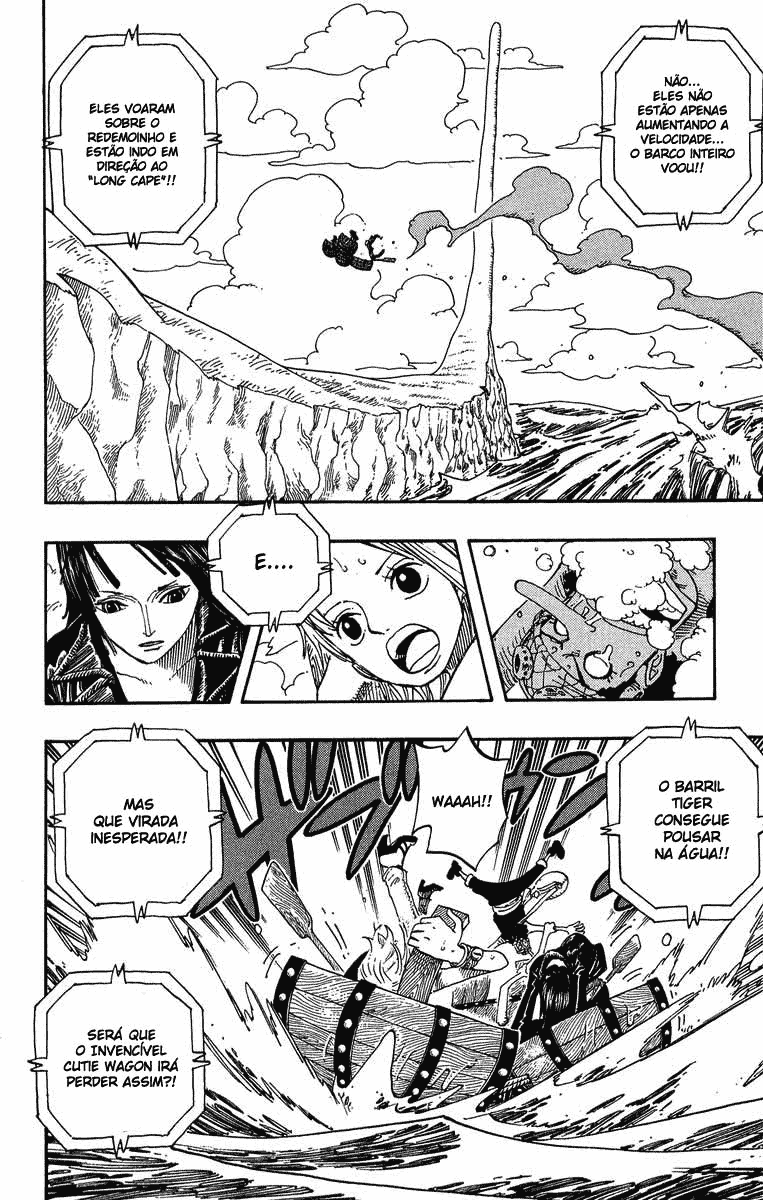 NÃO...
ELES NÃO
ESTÃO APENAS
AUMENTANDO A
VELOCIDADE...
O BARCO INTEIRO
VOOU!!
ELES VOARAM
SOBRE O
REDEMOINHO E
ESTÃO INDO EM
DIREÇÃO AO
"LONG CAPE"!!
E....
O BARRIL
TIGER
CONSEGUE
POUSAR
NA ÁGUA!!
WAAAH!!
MAS
QUE VIRADA
INESPERADA!!
SERÁ QUE
O INVENCÍVEL
CUTIE WAGON IRÁ
PERDER ASSIM?!